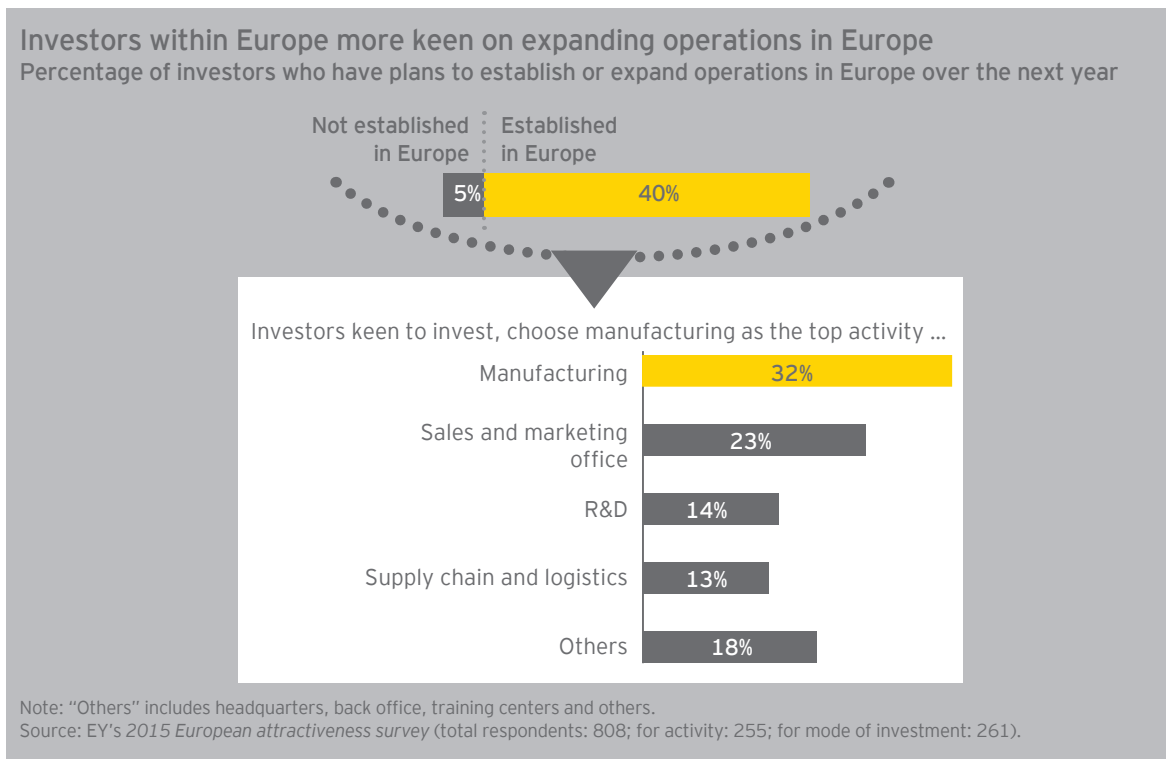 Investors within Europe more keen on expanding operations in Europe
Percentage of investors who have plans to establish or expand operations in Europe over the next year
Not established
in Europe
Established
in Europe
5%
40%
Investors keen to invest, choose manufacturing as the top activity ...
Manufacturing
32%
Sales and marketing
office
23%
R&D
14%
Supply chain and logistics
13%
Others
18%
Note: “Others” includes headquarters, back office, training centers and others.
Source: EY’s 2015 European attractiveness survey (total respondents: 808; for activity: 255; for mode of investment: 261).